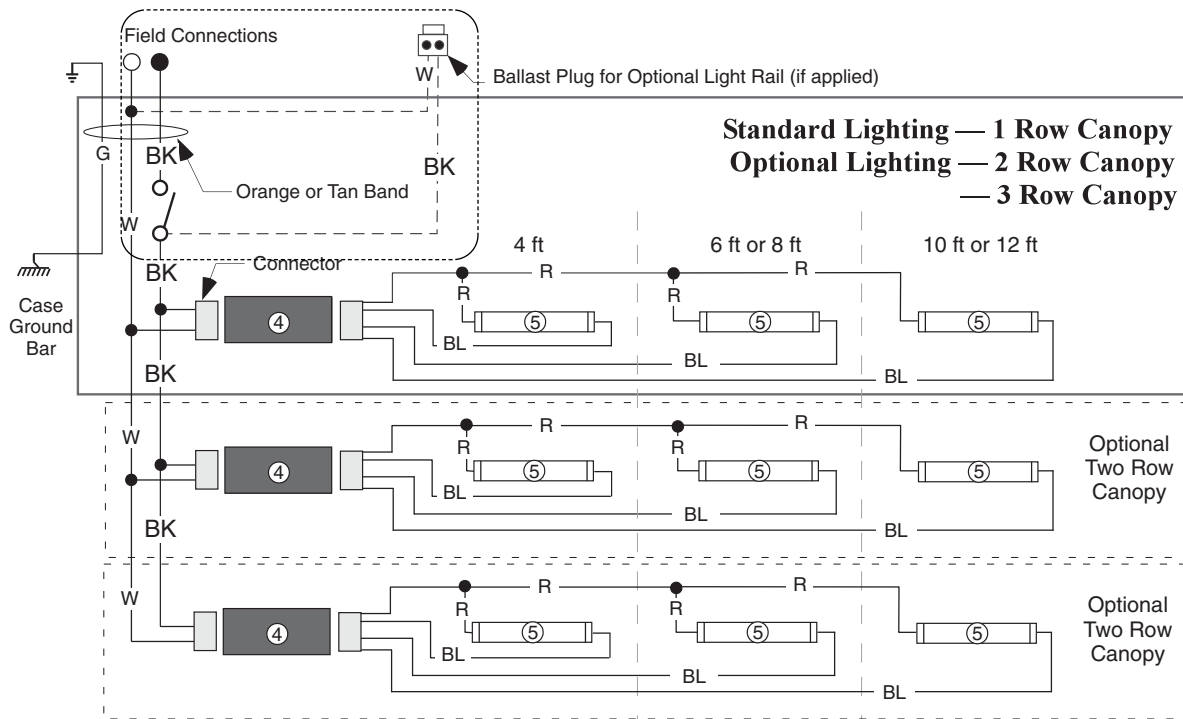 Field Connections
W
Ballast Plug for Optional Light Rail (if applied)
Standard Lighting — 1 Row Canopy
Optional Lighting — 2 Row Canopy
— 3 Row Canopy
G
BK
BK
Orange or Tan Band
W
4 ft
6 ft or 8 ft
10 ft or 12 ft
BK
Connector
R
R
R
R
Case
Ground
Bar
4
5
5
5
BL
BL
BL
BK
W
R
R
R
R
4
5
5
5
BL
BL
BL
Optional
Two Row
Canopy
BK
W
R
R
R
R
4
5
5
5
BL
BL
BL
Optional
Two Row
Canopy